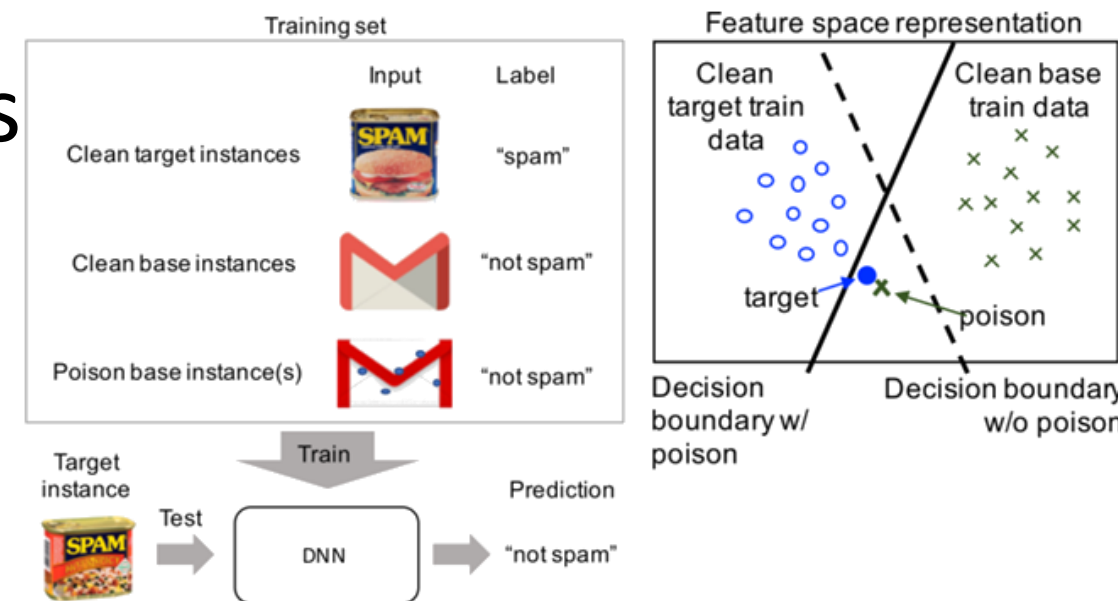 s
Training set
Input
Label
Clean target instances
SPAM
“spam”
Clean base instances
“not spam”
Poison base instance(s)
“not spam”
Train
Target
instance
SPAM
Test
DNN
Prediction
“not spam”
Feature space representation
Clean
target train
data
Clean base
train data
target
poison
Decision
boundary w/
poison
Decision boundary
w/o poison